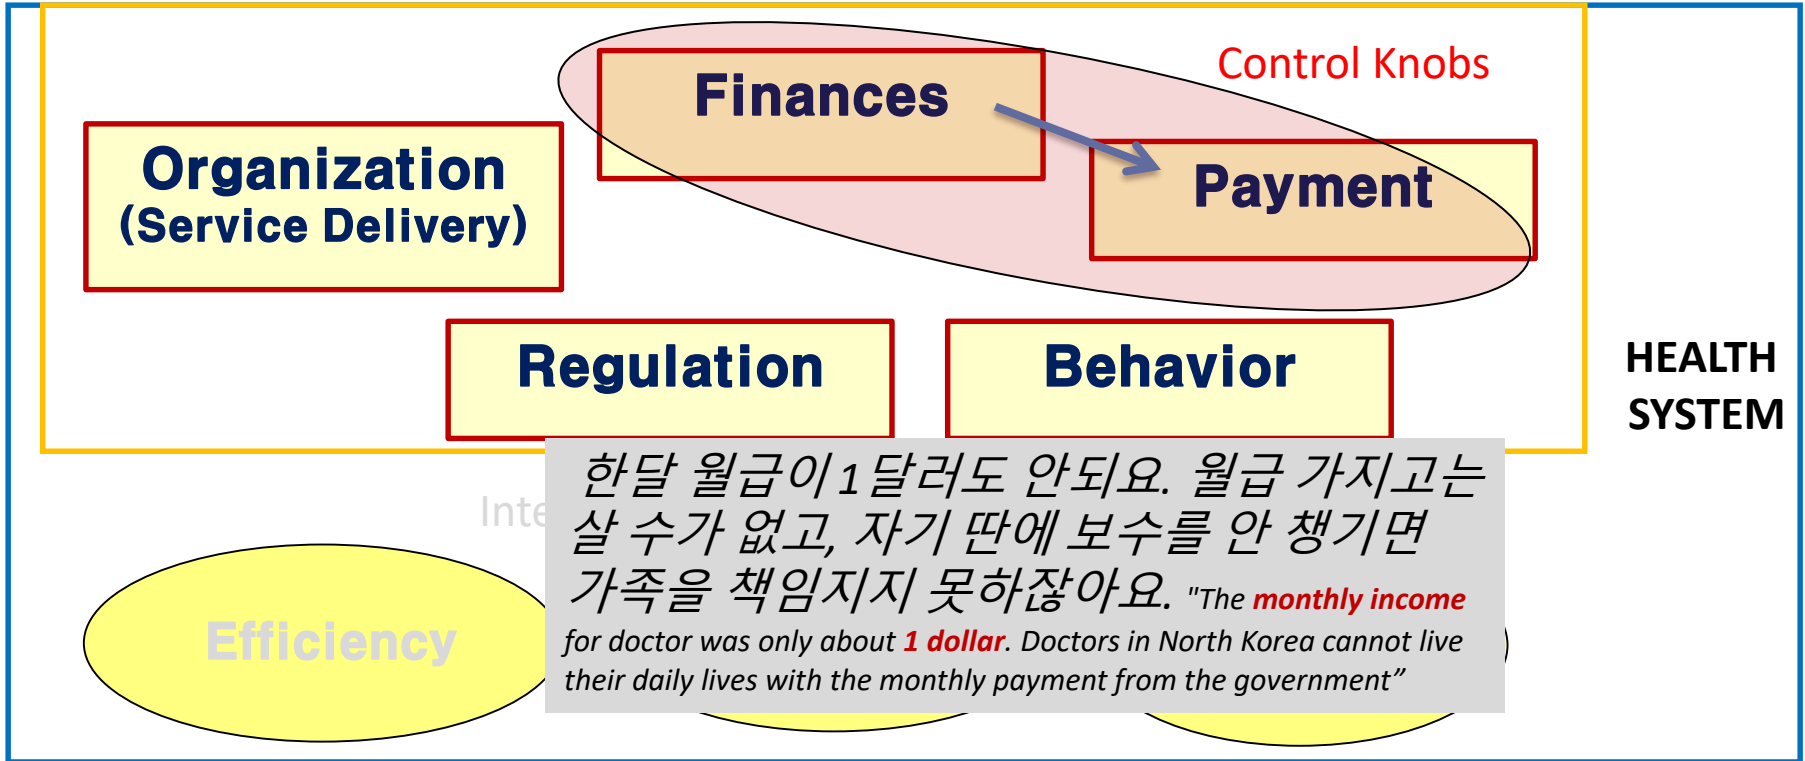 Control Knobs
Finances
Organization
(Service Delivery)
Payment
Regulation
Behavior
HEALTH
SYSTEM
한달 월급이 1달러도 안되요. 월급 가지고는
살 수가 없고, 자기 딴에 보수를 안 챙기면
가족을 책임지지 못하잖아요. "The monthly income
for doctor was only about 1 dollar. Doctors in North Korea cannot live
their daily lives with the monthly payment from the government”
Efficiency